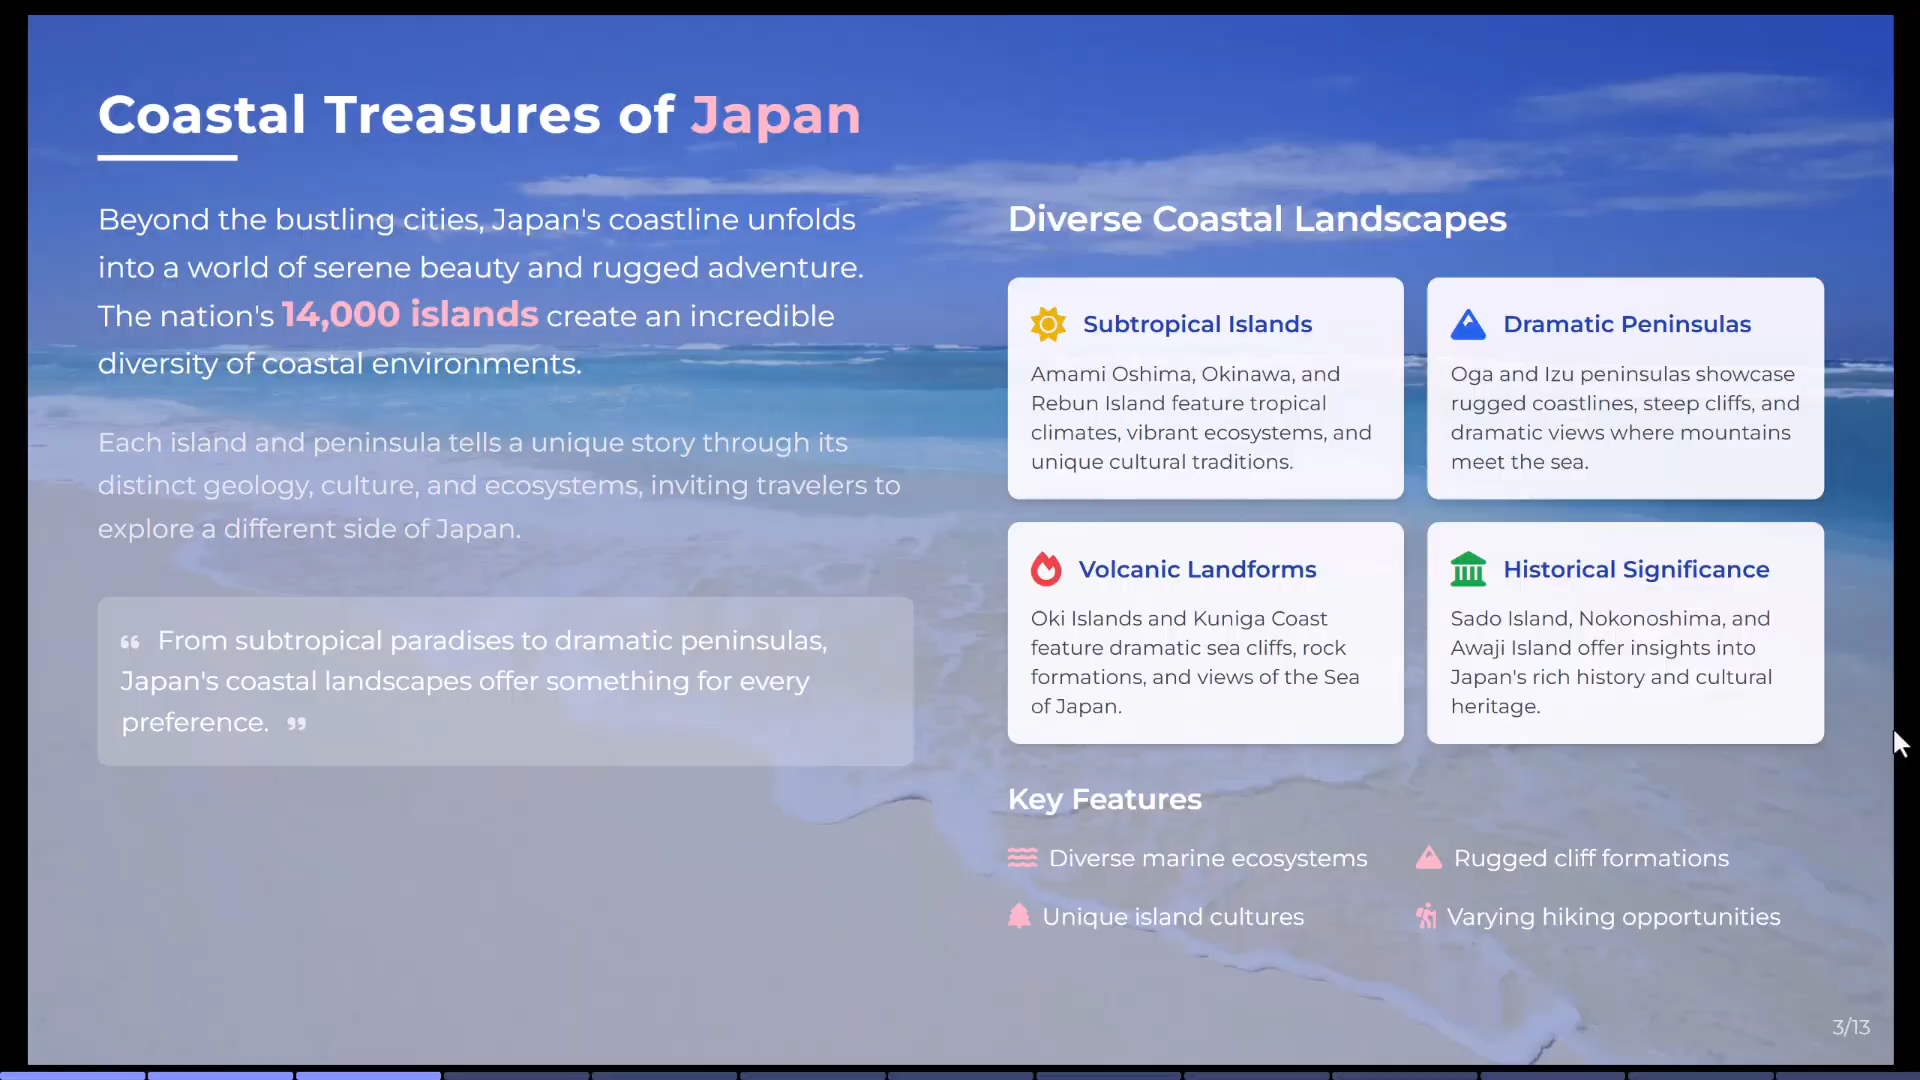 Coastal Treasures of Japan
Beyond the bustling cities, Japan's coastline unfolds
into a world of serene beauty and rugged adventure.
The nation's 14,000 islands create an incredible
diversity of coastal environments.
Each island and peninsula tells a unique story through its
distinct geology, culture, and ecosystems, inviting travelers to
explore a different side of Japan.
“ From subtropical paradises to dramatic peninsulas,
Japan's coastal landscapes offer something for every
preference. ”
Diverse Coastal Landscapes
Subtropical Islands
Amami Oshima, Okinawa, and
Rebun Island feature tropical
climates, vibrant ecosystems, and
unique cultural traditions.
Dramatic Peninsulas
Oga and Izu peninsulas showcase
rugged coastlines, steep cliffs, and
dramatic views where mountains
meet the sea.
Volcanic Landforms
Oki Islands and Kuniga Coast
feature dramatic sea cliffs, rock
formations, and views of the Sea
of Japan.
Historical Significance
Sado Island, Nokonoshima, and
Awaji Island offer insights into
Japan's rich history and cultural
heritage.
Key Features
Diverse marine ecosystems
Rugged cliff formations
Unique island cultures
Varying hiking opportunities
3/13